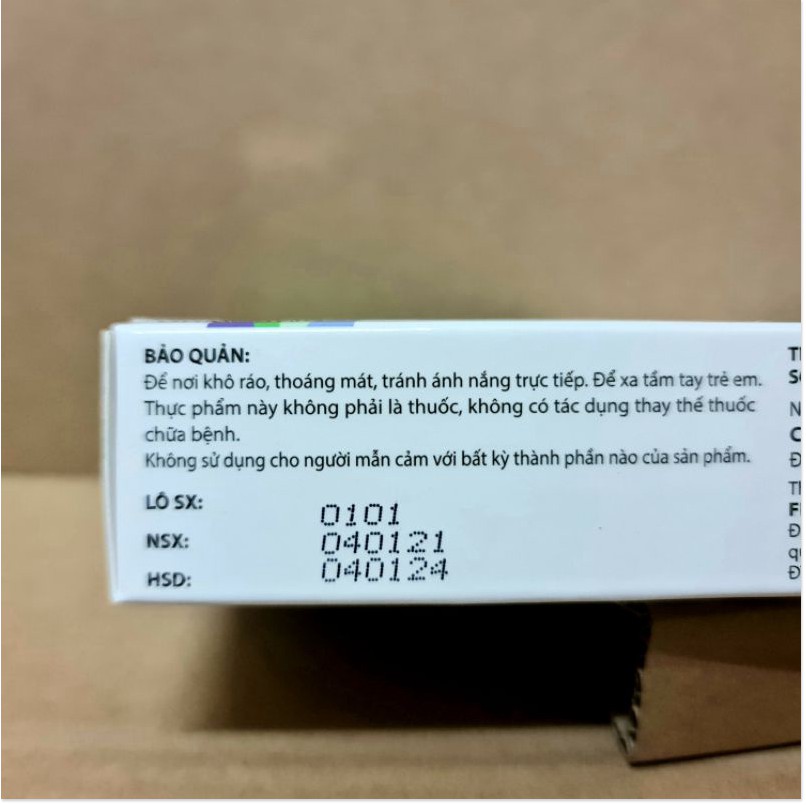 BẢO QUẢN:
Để nơi khô ráo, thoáng mát, tránh ánh nắng trực tiếp. Để xa tầm tay trẻ em.
Thực phẩm này không phải là thuốc, không có tác dụng thay thế thuốc
chữa bệnh.
Không sử dụng cho người mẫn cảm với bất kỳ thành phần nào của sản phẩm.
LÔ SX: 0101
NSX: 040121
HSD: 040124